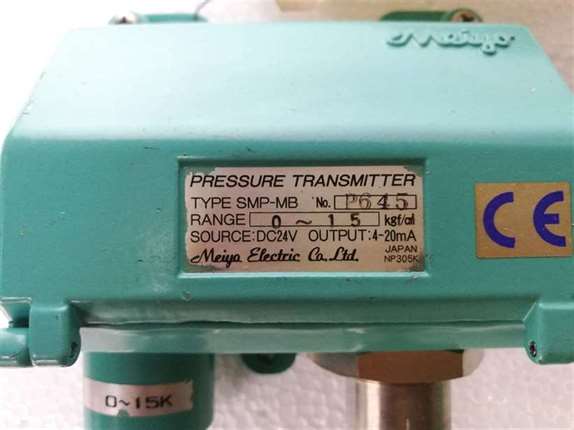 Meiyo
PRESSURE TRANSMITTER
TYPE SMP-MB No. P645
RANGE 0 ~ 15 kgf/㎠
SOURCE:DC24V OUTPUT:4-20mA
Meiyo Electric Co., Ltd. JAPAN
NP305K
CE
0~15K